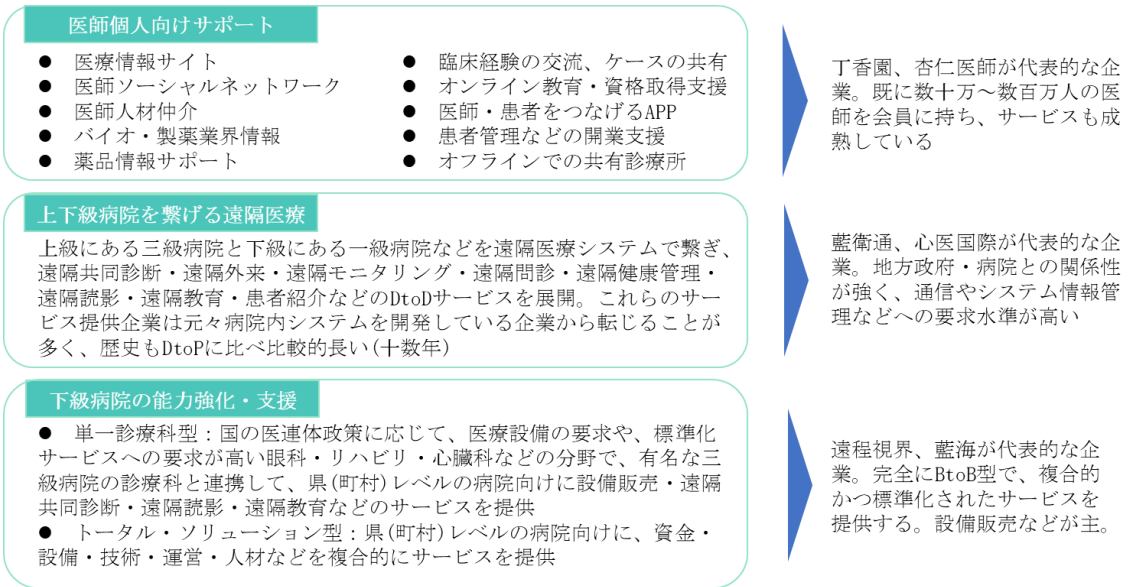 医師個人向けサポート
● 医療情報サイト
● 医師ソーシャルネットワーク
● 医師人材仲介
● バイオ・製薬業界情報
● 薬品情報サポート
● 臨床経験の交流、ケースの共有
● オンライン教育・資格取得支援
● 医師・患者をつなげるAPP
● 患者管理などの開業支援
● オフラインでの共有診療所
丁香園、杏仁医師が代表的な企
業。既に数十万～数百万人の医
師を会員に持ち、サービスも成
熟している
上下級病院を繋げる遠隔医療
上級にある三級病院と下級にある一級病院などを遠隔医療システムで繋ぎ、
遠隔共同診断・遠隔外来・遠隔モニタリング・遠隔問診・遠隔健康管理・
遠隔読影・遠隔教育・患者紹介などのDtoDサービスを展開。これらのサー
ビス提供企業は元々病院内システムを開発している企業から転じることが
多く、歴史もDtoPに比べ比較的長い(十数年)
藍衛通、心医国際が代表的な企
業。地方政府・病院との関係性
が強く、通信やシステム情報管
理などへの要求水準が高い
下級病院の能力強化・支援
● 単一診療科型：国の医連体政策に応じて、医療設備の要求や、標準化
サービスへの要求が高い眼科・リハビリ・心臓科などの分野で、有名な三
級病院の診療科と連携して、県(町村)レベルの病院向けに設備販売・遠隔
共同診断・遠隔読影・遠隔教育などのサービスを提供
● トータル・ソリューション型：県(町村)レベルの病院向けに、資金・
設備・技術・運営・人材などを複合的にサービスを提供
遠程視界、藍海が代表的な企
業。完全にBtoB型で、複合的
かつ標準化されたサービスを
提供する。設備販売などが主。